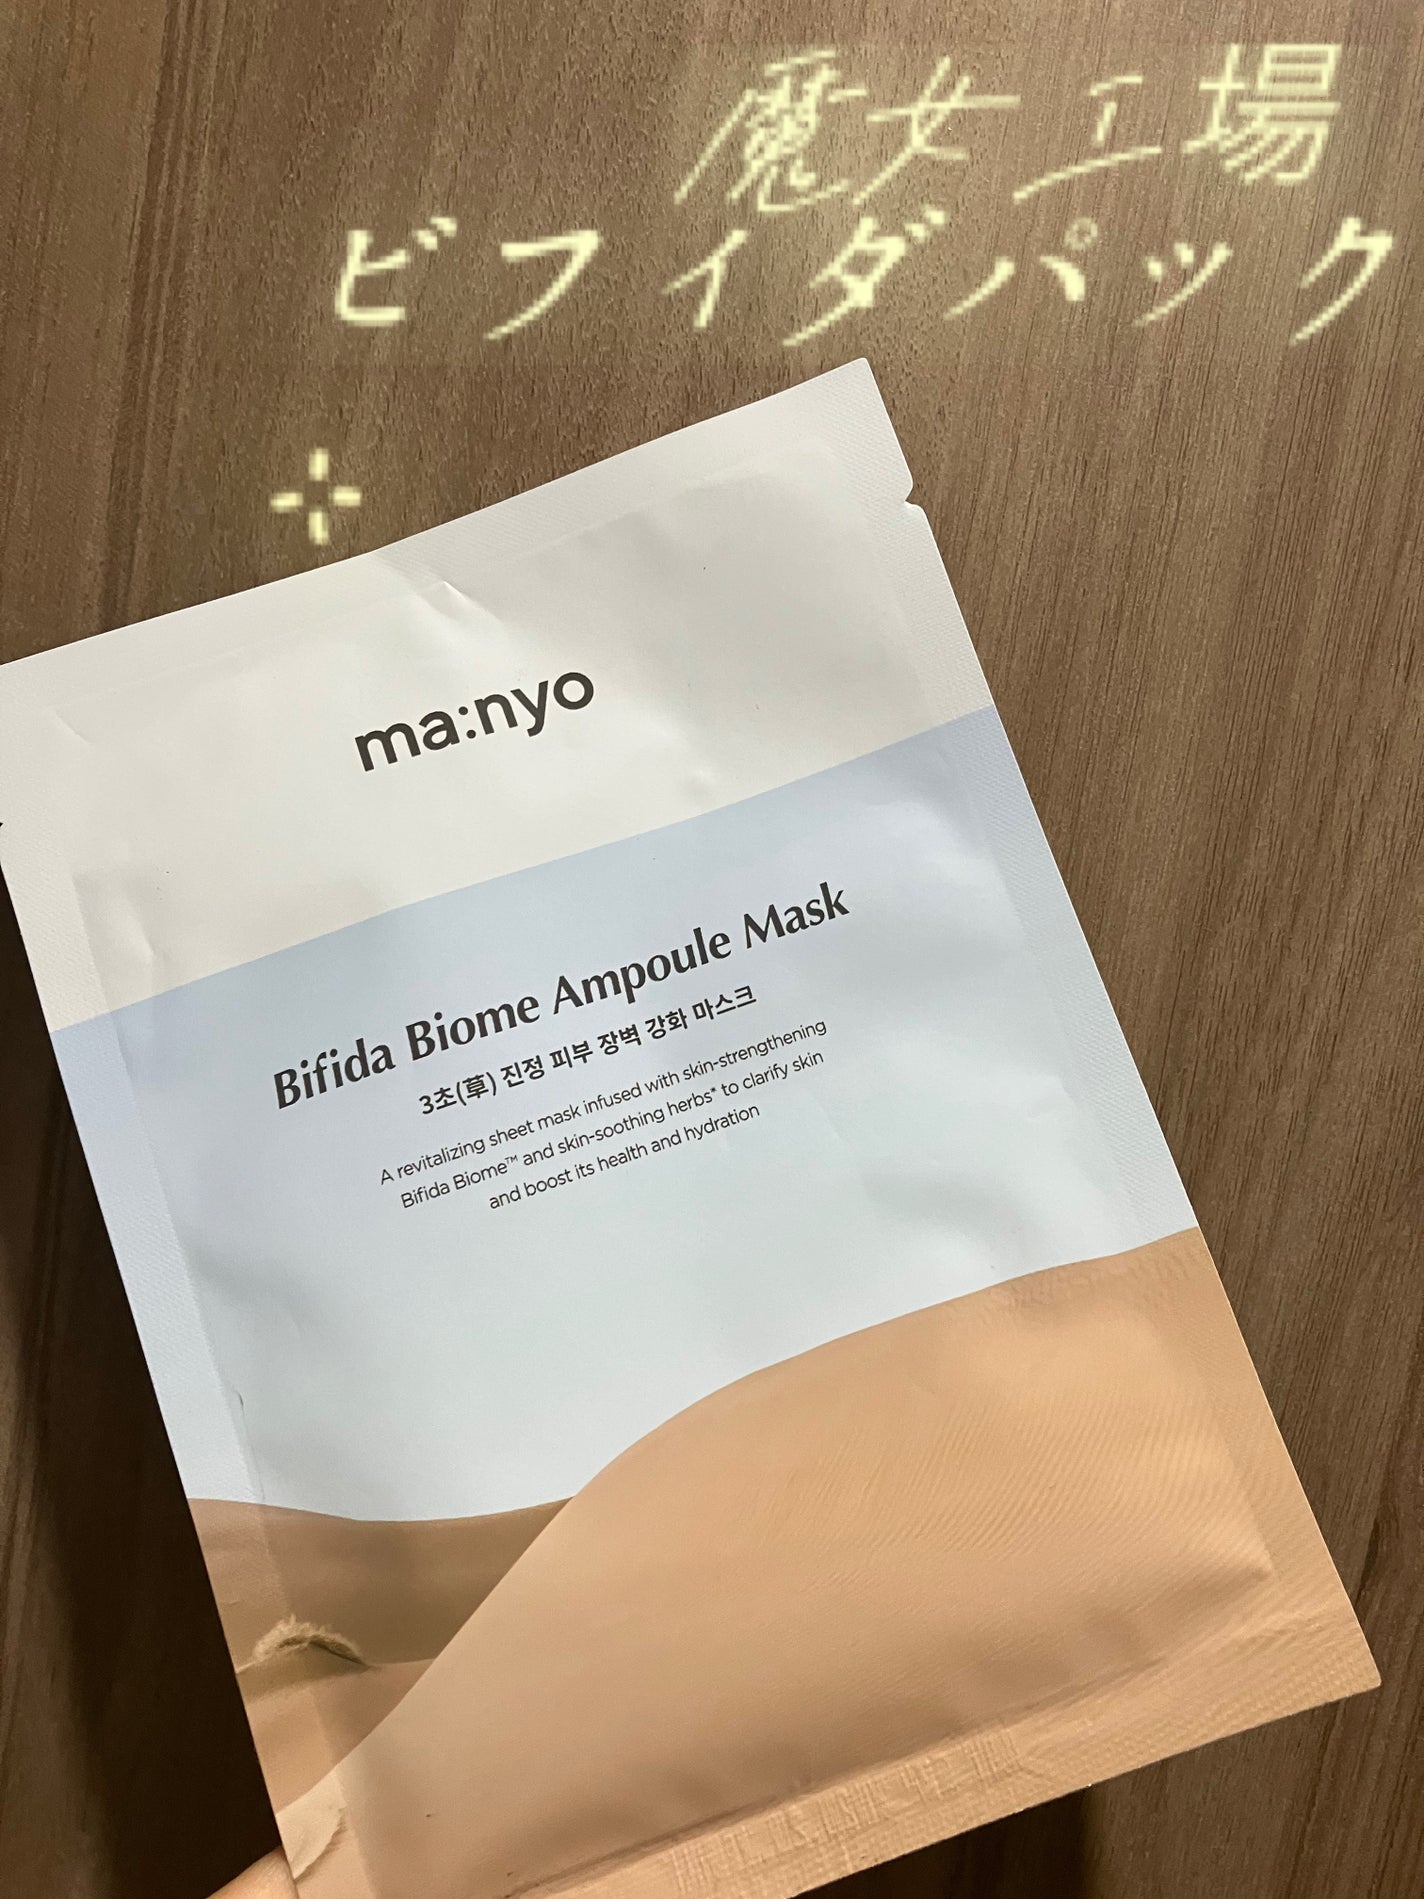 魔女工場
ビフィダパック
ma:nyo
Bifida Biome Ampoule Mask
3초(草) 진정 피부 장벽 강화 마스크
A revitalizing sheet mask infused with skin-strengthening
Bifida Biome™ and skin-soothing herbs* to clarify skin
and boost its health and hydration